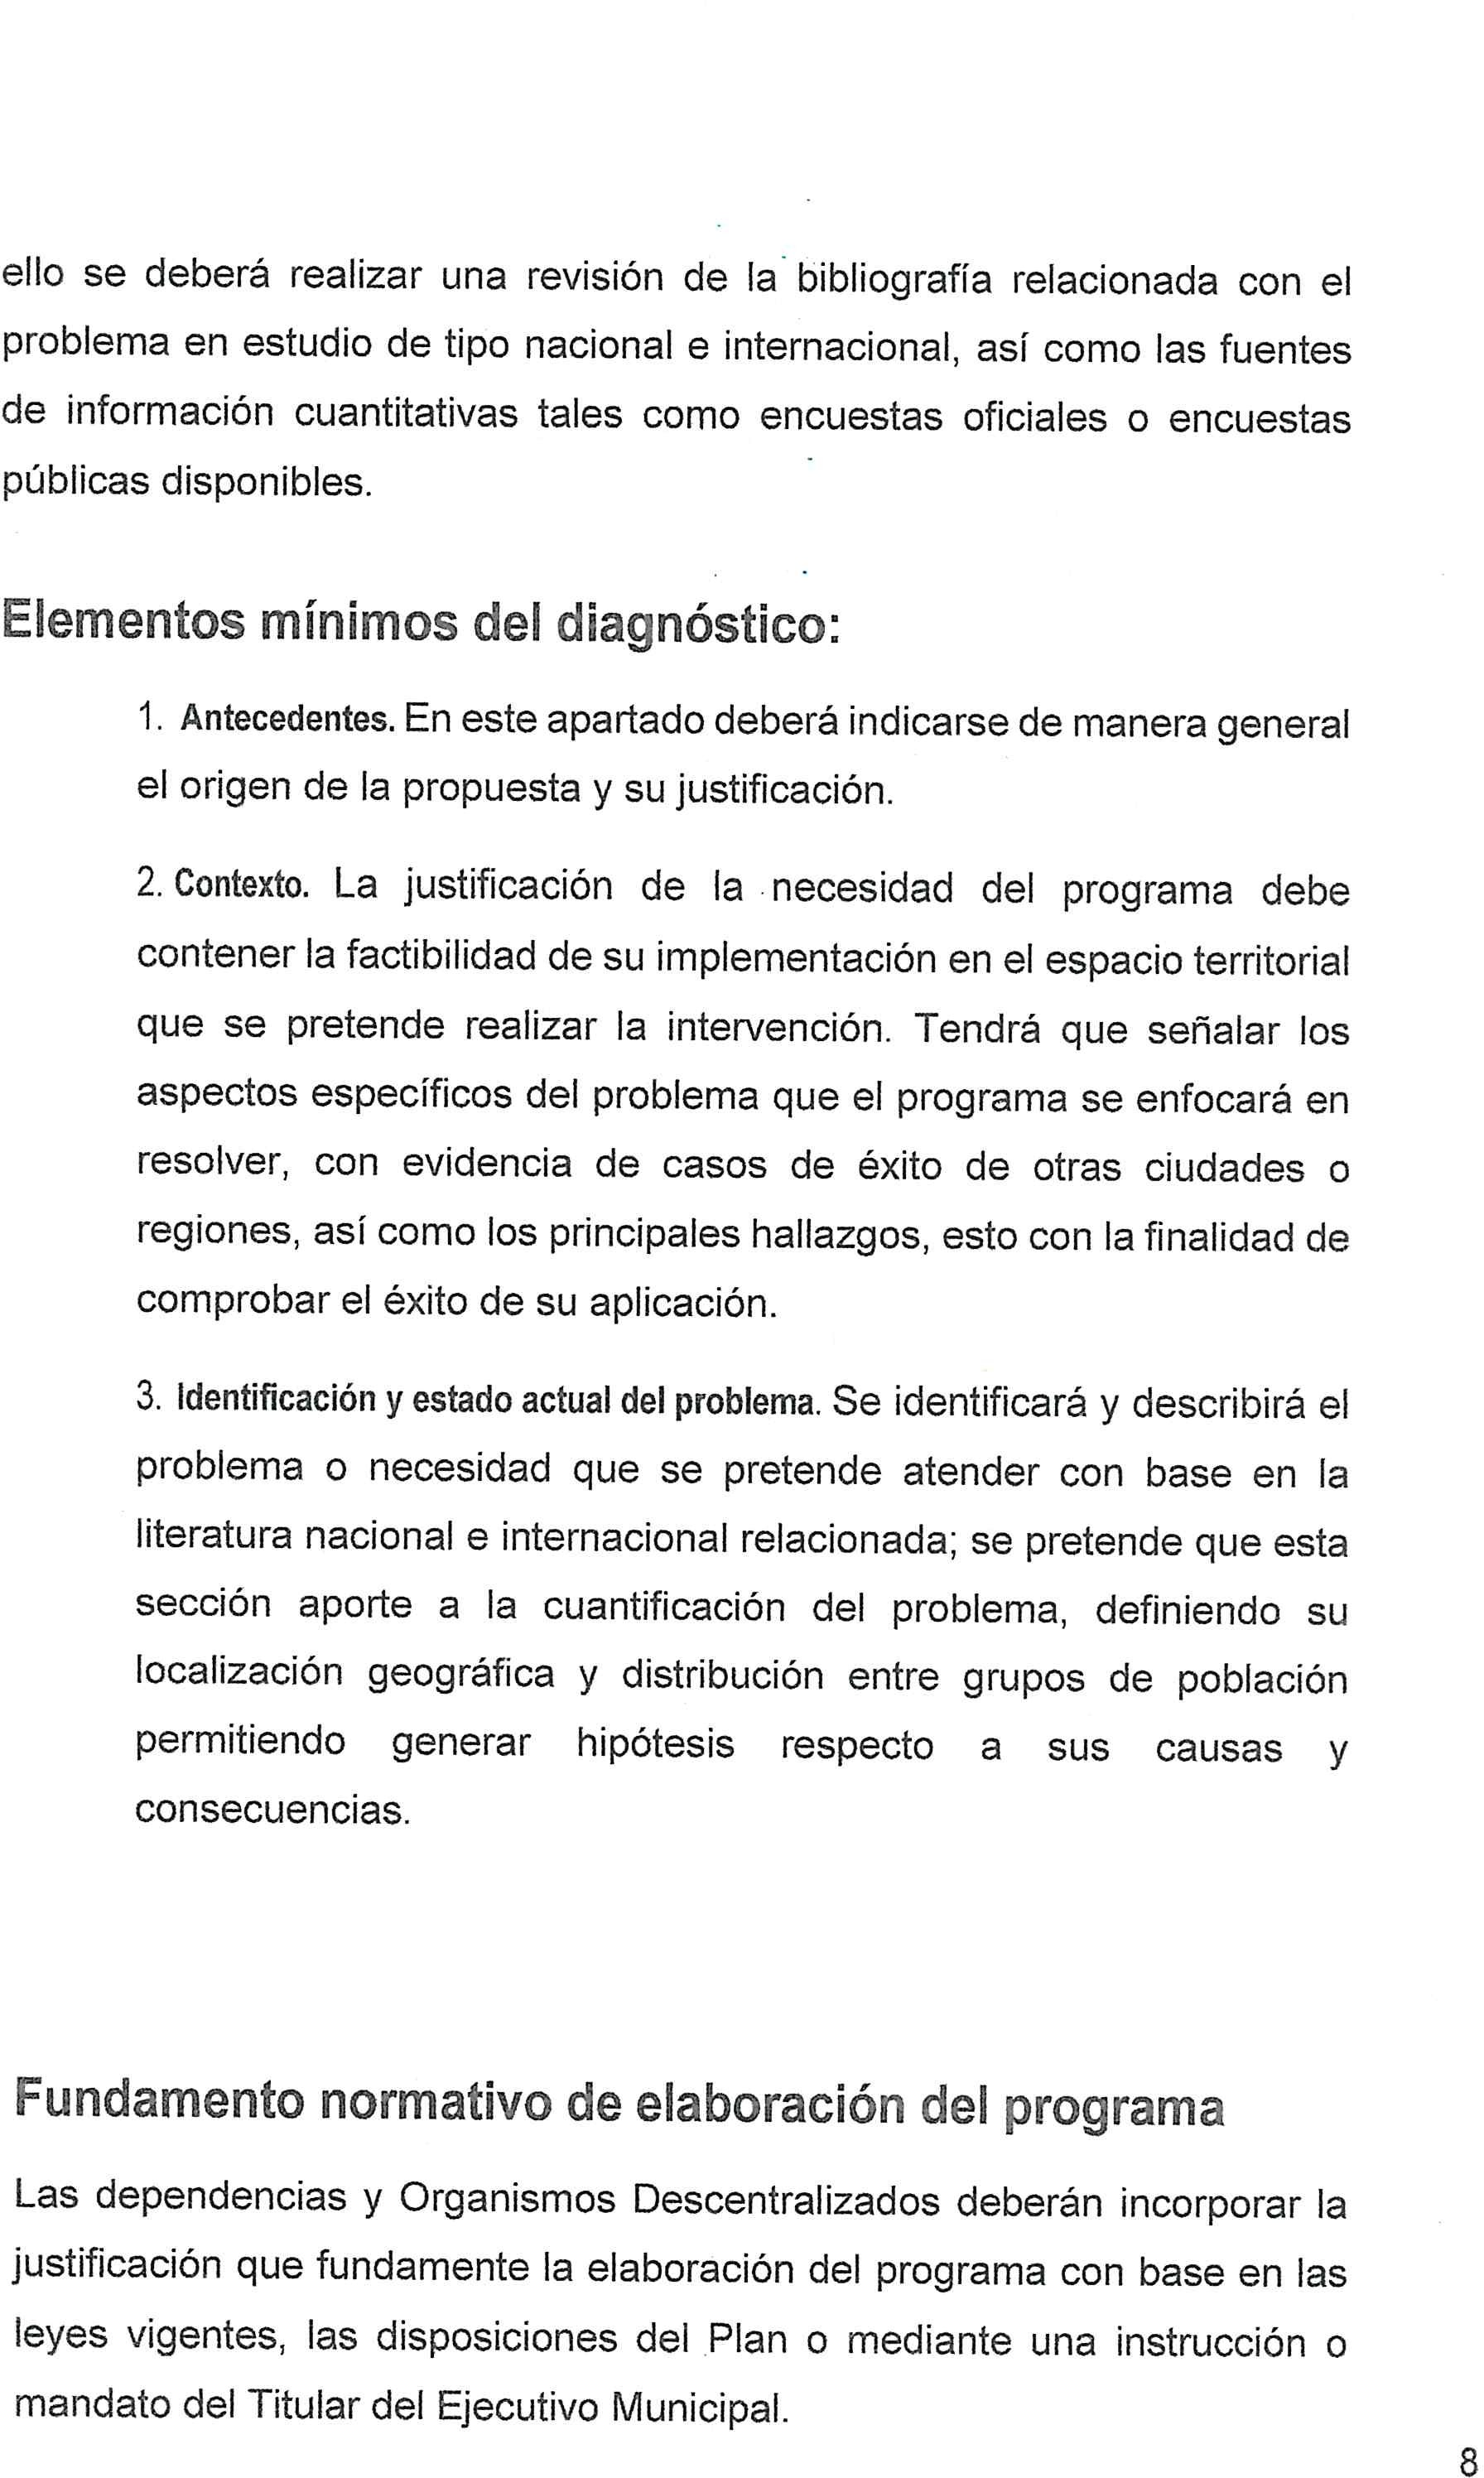 ello se deberá realizar una revisión de la bibliografía relacionada con el
problema en estudio de tipo nacional e internacional, así como las fuentes
de información cuantitativas tales como encuestas oficiales o encuestas
públicas disponibles.
Elementos mínimos del diagnóstico:
1. Antecedentes. En este apartado deberá indicarse de manera general
el origen de la propuesta y su justificación.
2. Contexto. La justificación de la necesidad del programa debe
contener la factibilidad de su implementación en el espacio territorial
que se pretende realizar la intervención. Tendrá que señalar los
aspectos específicos del problema que el programa se enfocará en
resolver, con evidencia de casos de éxito de otras ciudades o
regiones, así como los principales hallazgos, esto con la finalidad de
comprobar el éxito de su aplicación.
3. Identificación y estado actual del problema. Se identificará y describirá el
problema o necesidad que se pretende atender con base en la
literatura nacional e internacional relacionada; se pretende que esta
sección aporte a la cuantificación del problema, definiendo su
localización geográfica y distribución entre grupos de población
permitiendo generar hipótesis respecto a sus causas y
consecuencias.
Fundamento normativo de elaboración del programa
Las dependencias y Organismos Descentralizados deberán incorporar la
justificación que fundamente la elaboración del programa con base en las
leyes vigentes, las disposiciones del Plan o mediante una instrucción o
mandato del Titular del Ejecutivo Municipal.
8